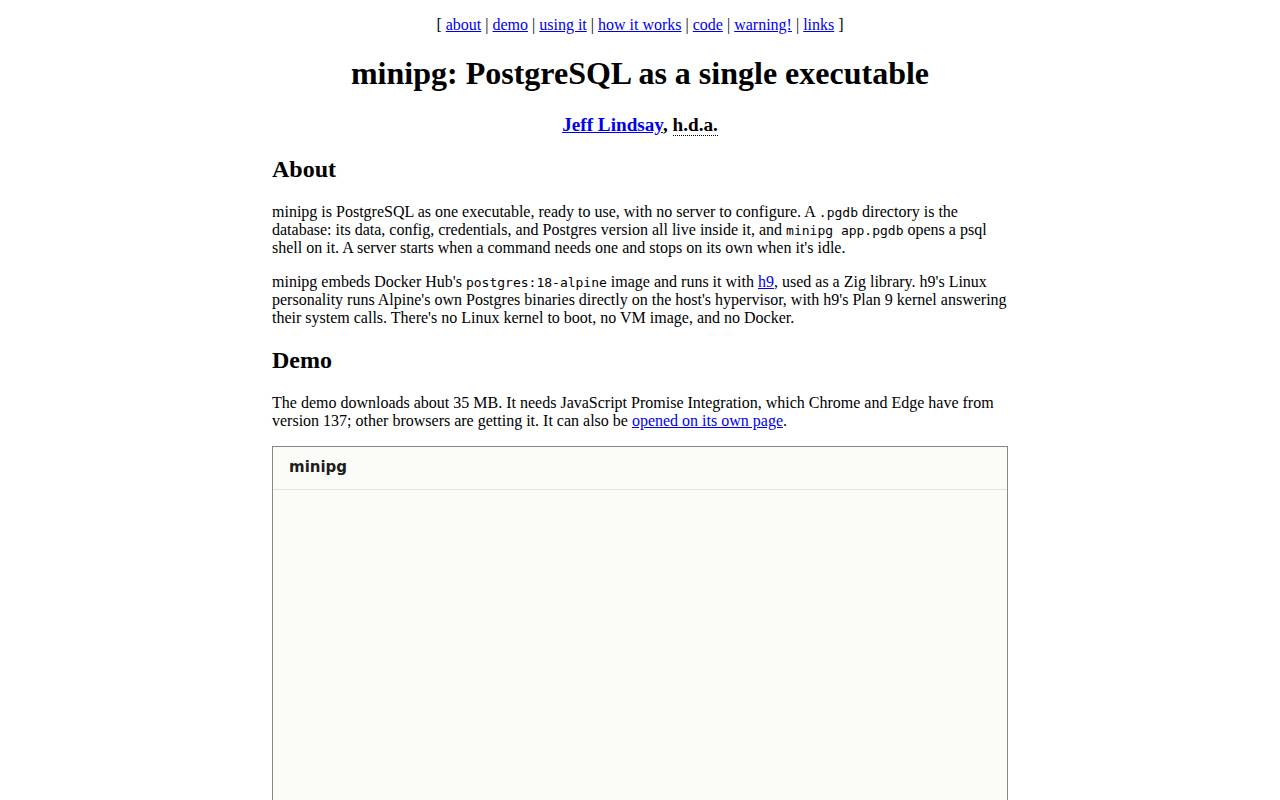 [ about | demo | using it | how it works | code | warning! | links ]
minipg: PostgreSQL as a single executable
Jeff Lindsay, h.d.a.
About
minipg is PostgreSQL as one executable, ready to use, with no server to configure. A .pgdb directory is the
database: its data, config, credentials, and Postgres version all live inside it, and minipg app.pgdb opens a psql
shell on it. A server starts when a command needs one and stops on its own when it's idle.
minipg embeds Docker Hub's postgres:18-alpine image and runs it with h9, used as a Zig library. h9's Linux
personality runs Alpine's own Postgres binaries directly on the host's hypervisor, with h9's Plan 9 kernel answering
their system calls. There's no Linux kernel to boot, no VM image, and no Docker.
Demo
The demo downloads about 35 MB. It needs JavaScript Promise Integration, which Chrome and Edge have from
version 137; other browsers are getting it. It can also be opened on its own page.
minipg